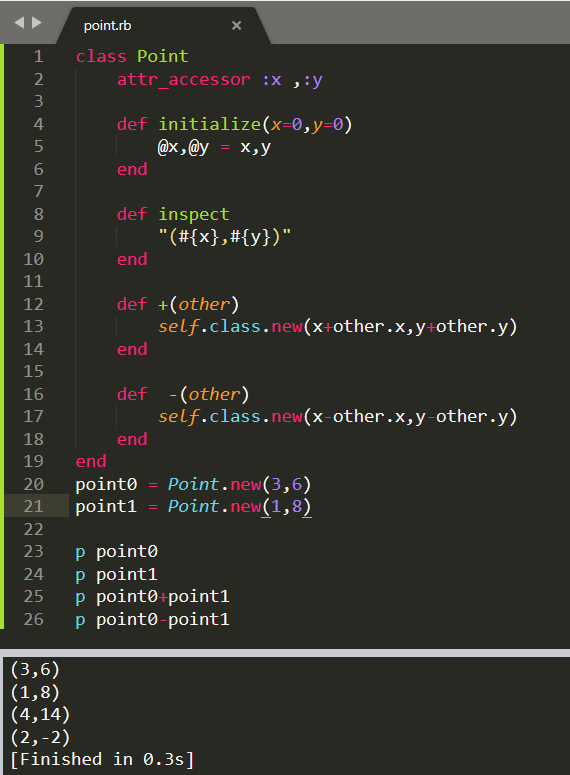 point.rb ×
1 class Point
2     attr_accessor :x ,:y
3
4     def initialize(x=0,y=0)
5         @x,@y = x,y
6     end
7
8     def inspect
9         "(#{x},#{y})"
10     end
11
12     def +(other)
13         self.class.new(x+other.x,y+other.y)
14     end
15
16     def  -(other)
17         self.class.new(x-other.x,y-other.y)
18     end
19 end
20 point0 = Point.new(3,6)
21 point1 = Point.new(1,8)
22
23 p point0
24 p point1
25 p point0+point1
26 p point0-point1
(3,6)
(1,8)
(4,14)
(2,-2)
[Finished in 0.3s]